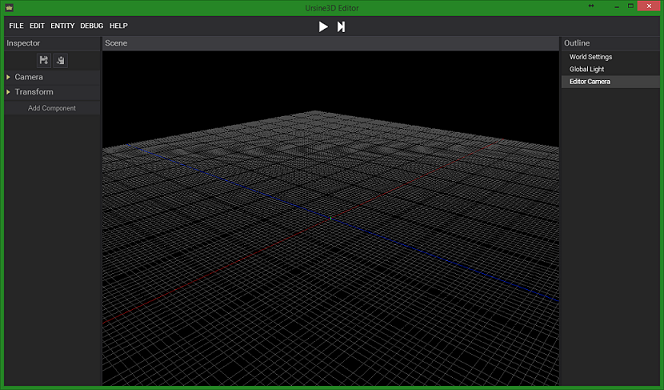 Unine3D Editor
FILE EDIT ENTITY DEBUG HELP
Inspector
Camera
Transform
Add Component
Scene
Outline
World Settings
Global Light
Editor Camera